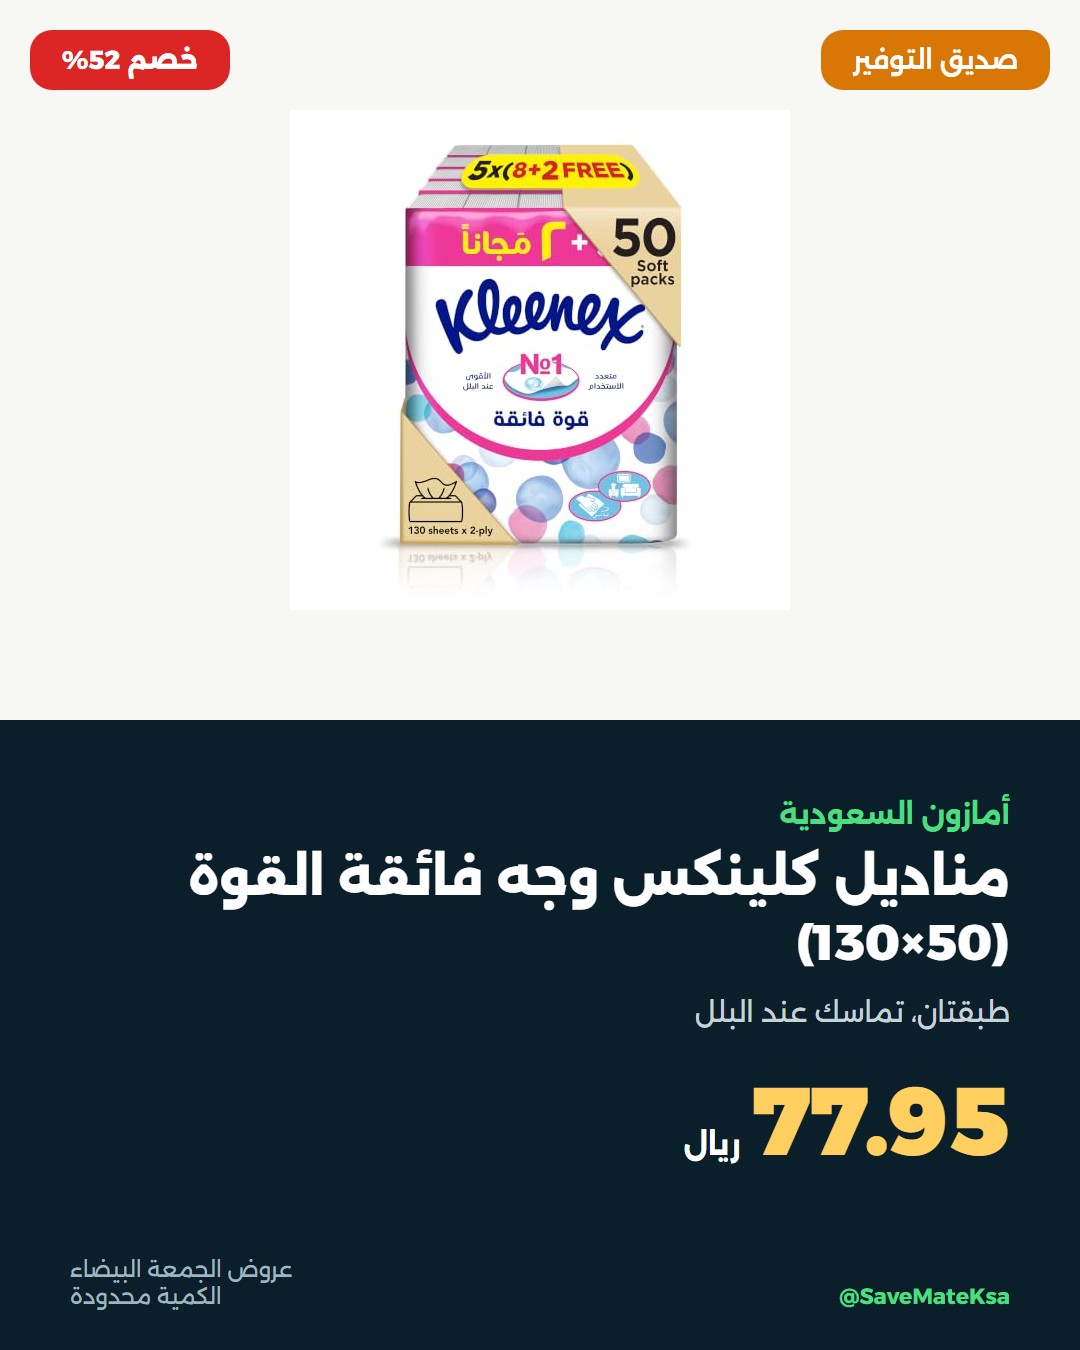 صديق التوفير
خصم 52%
5x(8+2 FREE)
+ ٢ مَجاناً
50
Soft
packs
Kleenex
№1
متعدد
الاستخدام
الأقوى
عند البلل
قوة فائقة
130 sheets x 2-ply
أمازون السعودية
مناديل كلينكس وجه فائقة القوة
(50×130)
طبقتان، تماسك عند البلل
77.95 ريال
عروض الجمعة البيضاء
الكمية محدودة
@SaveMateKsa